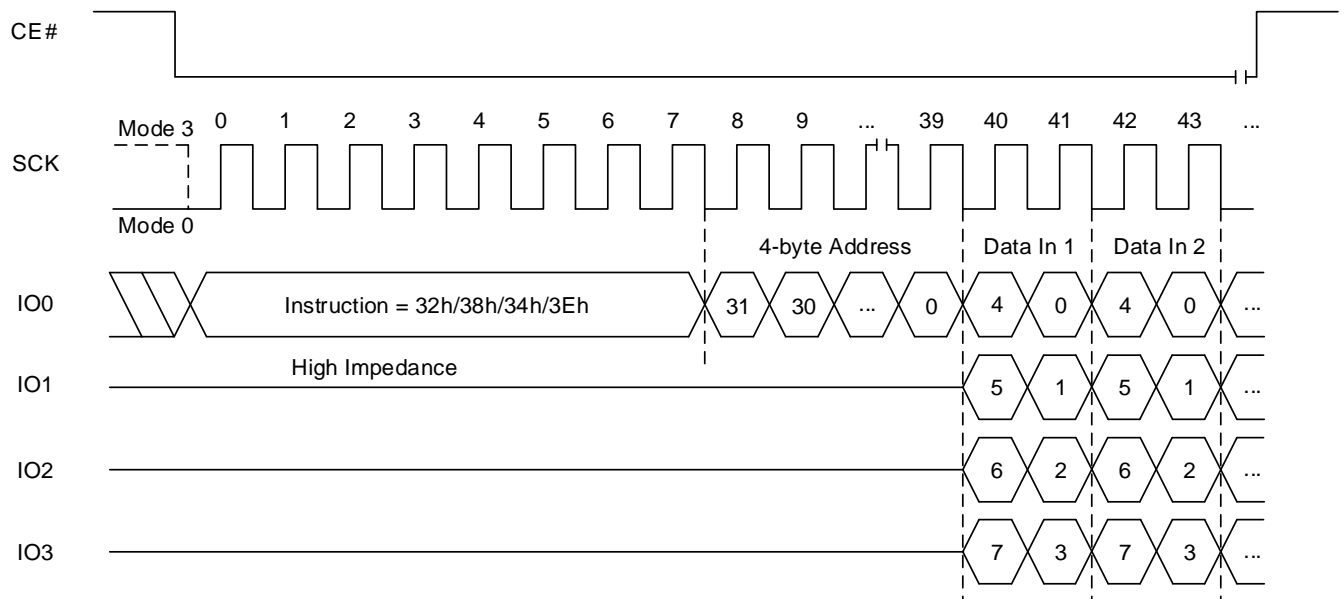 CE#
Mode 3 0 1 2 3 4 5 6 7 8 9 ... 39 40 41 42 43 ...
SCK
Mode 0
4-byte Address Data In 1 Data In 2
IO0 Instruction = 32h/38h/34h/3Eh 31 30 ... 0 4 0 4 0 ...
High Impedance
IO1 5 1 5 1 ...
IO2 6 2 6 2 ...
IO3 7 3 7 3 ...